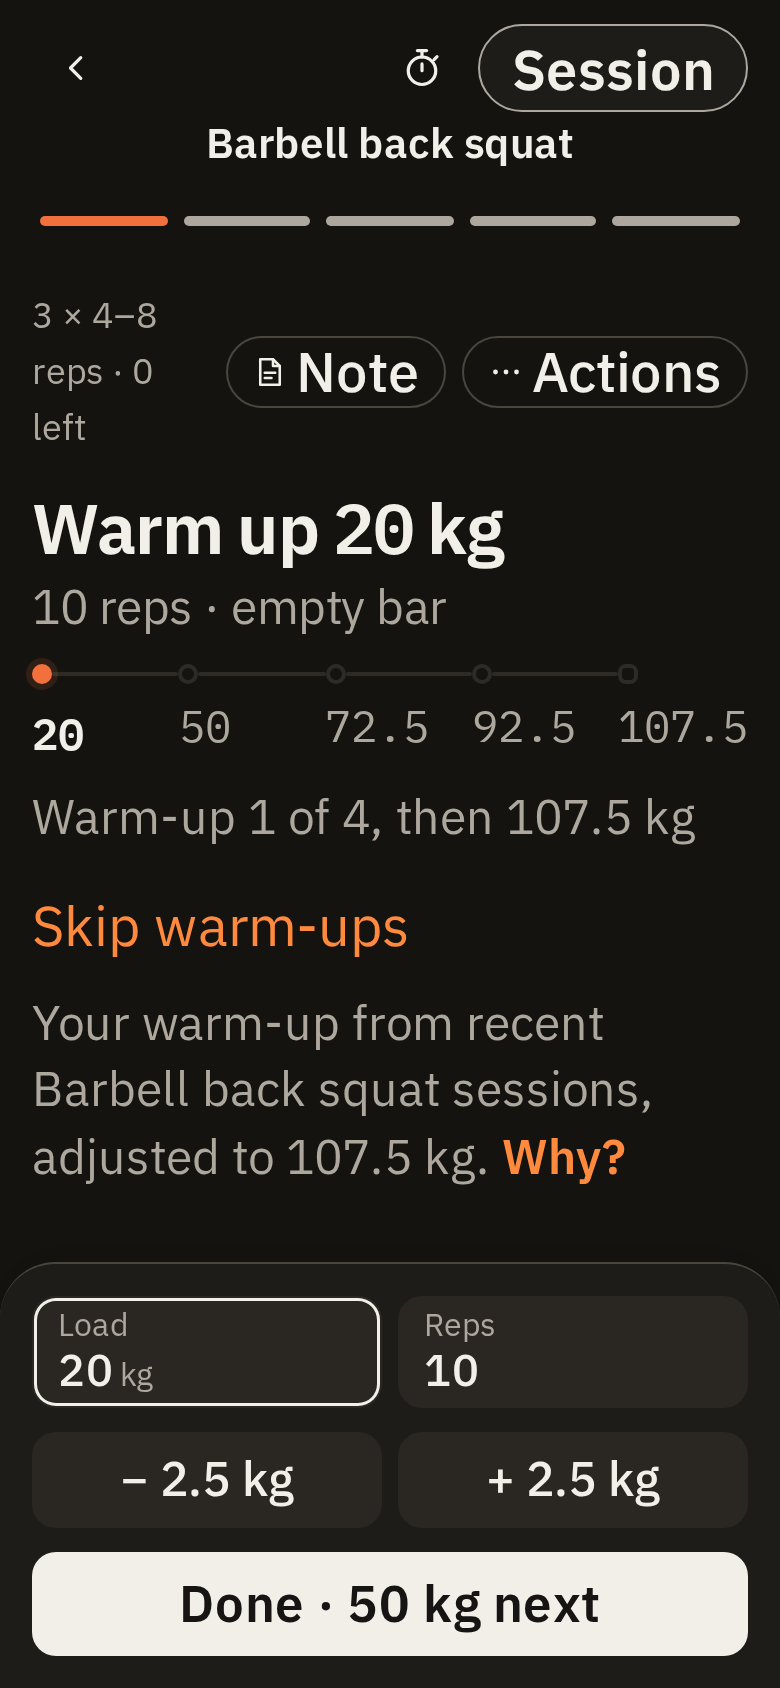 Session
Barbell back squat
3 × 4–8
reps · 0
left
Note
··· Actions
Warm up 20 kg
10 reps · empty bar
20 50 72.5 92.5 107.5
Warm-up 1 of 4, then 107.5 kg
Skip warm-ups
Your warm-up from recent
Barbell back squat sessions,
adjusted to 107.5 kg. Why?
Load
20 kg
Reps
10
− 2.5 kg
+ 2.5 kg
Done · 50 kg next